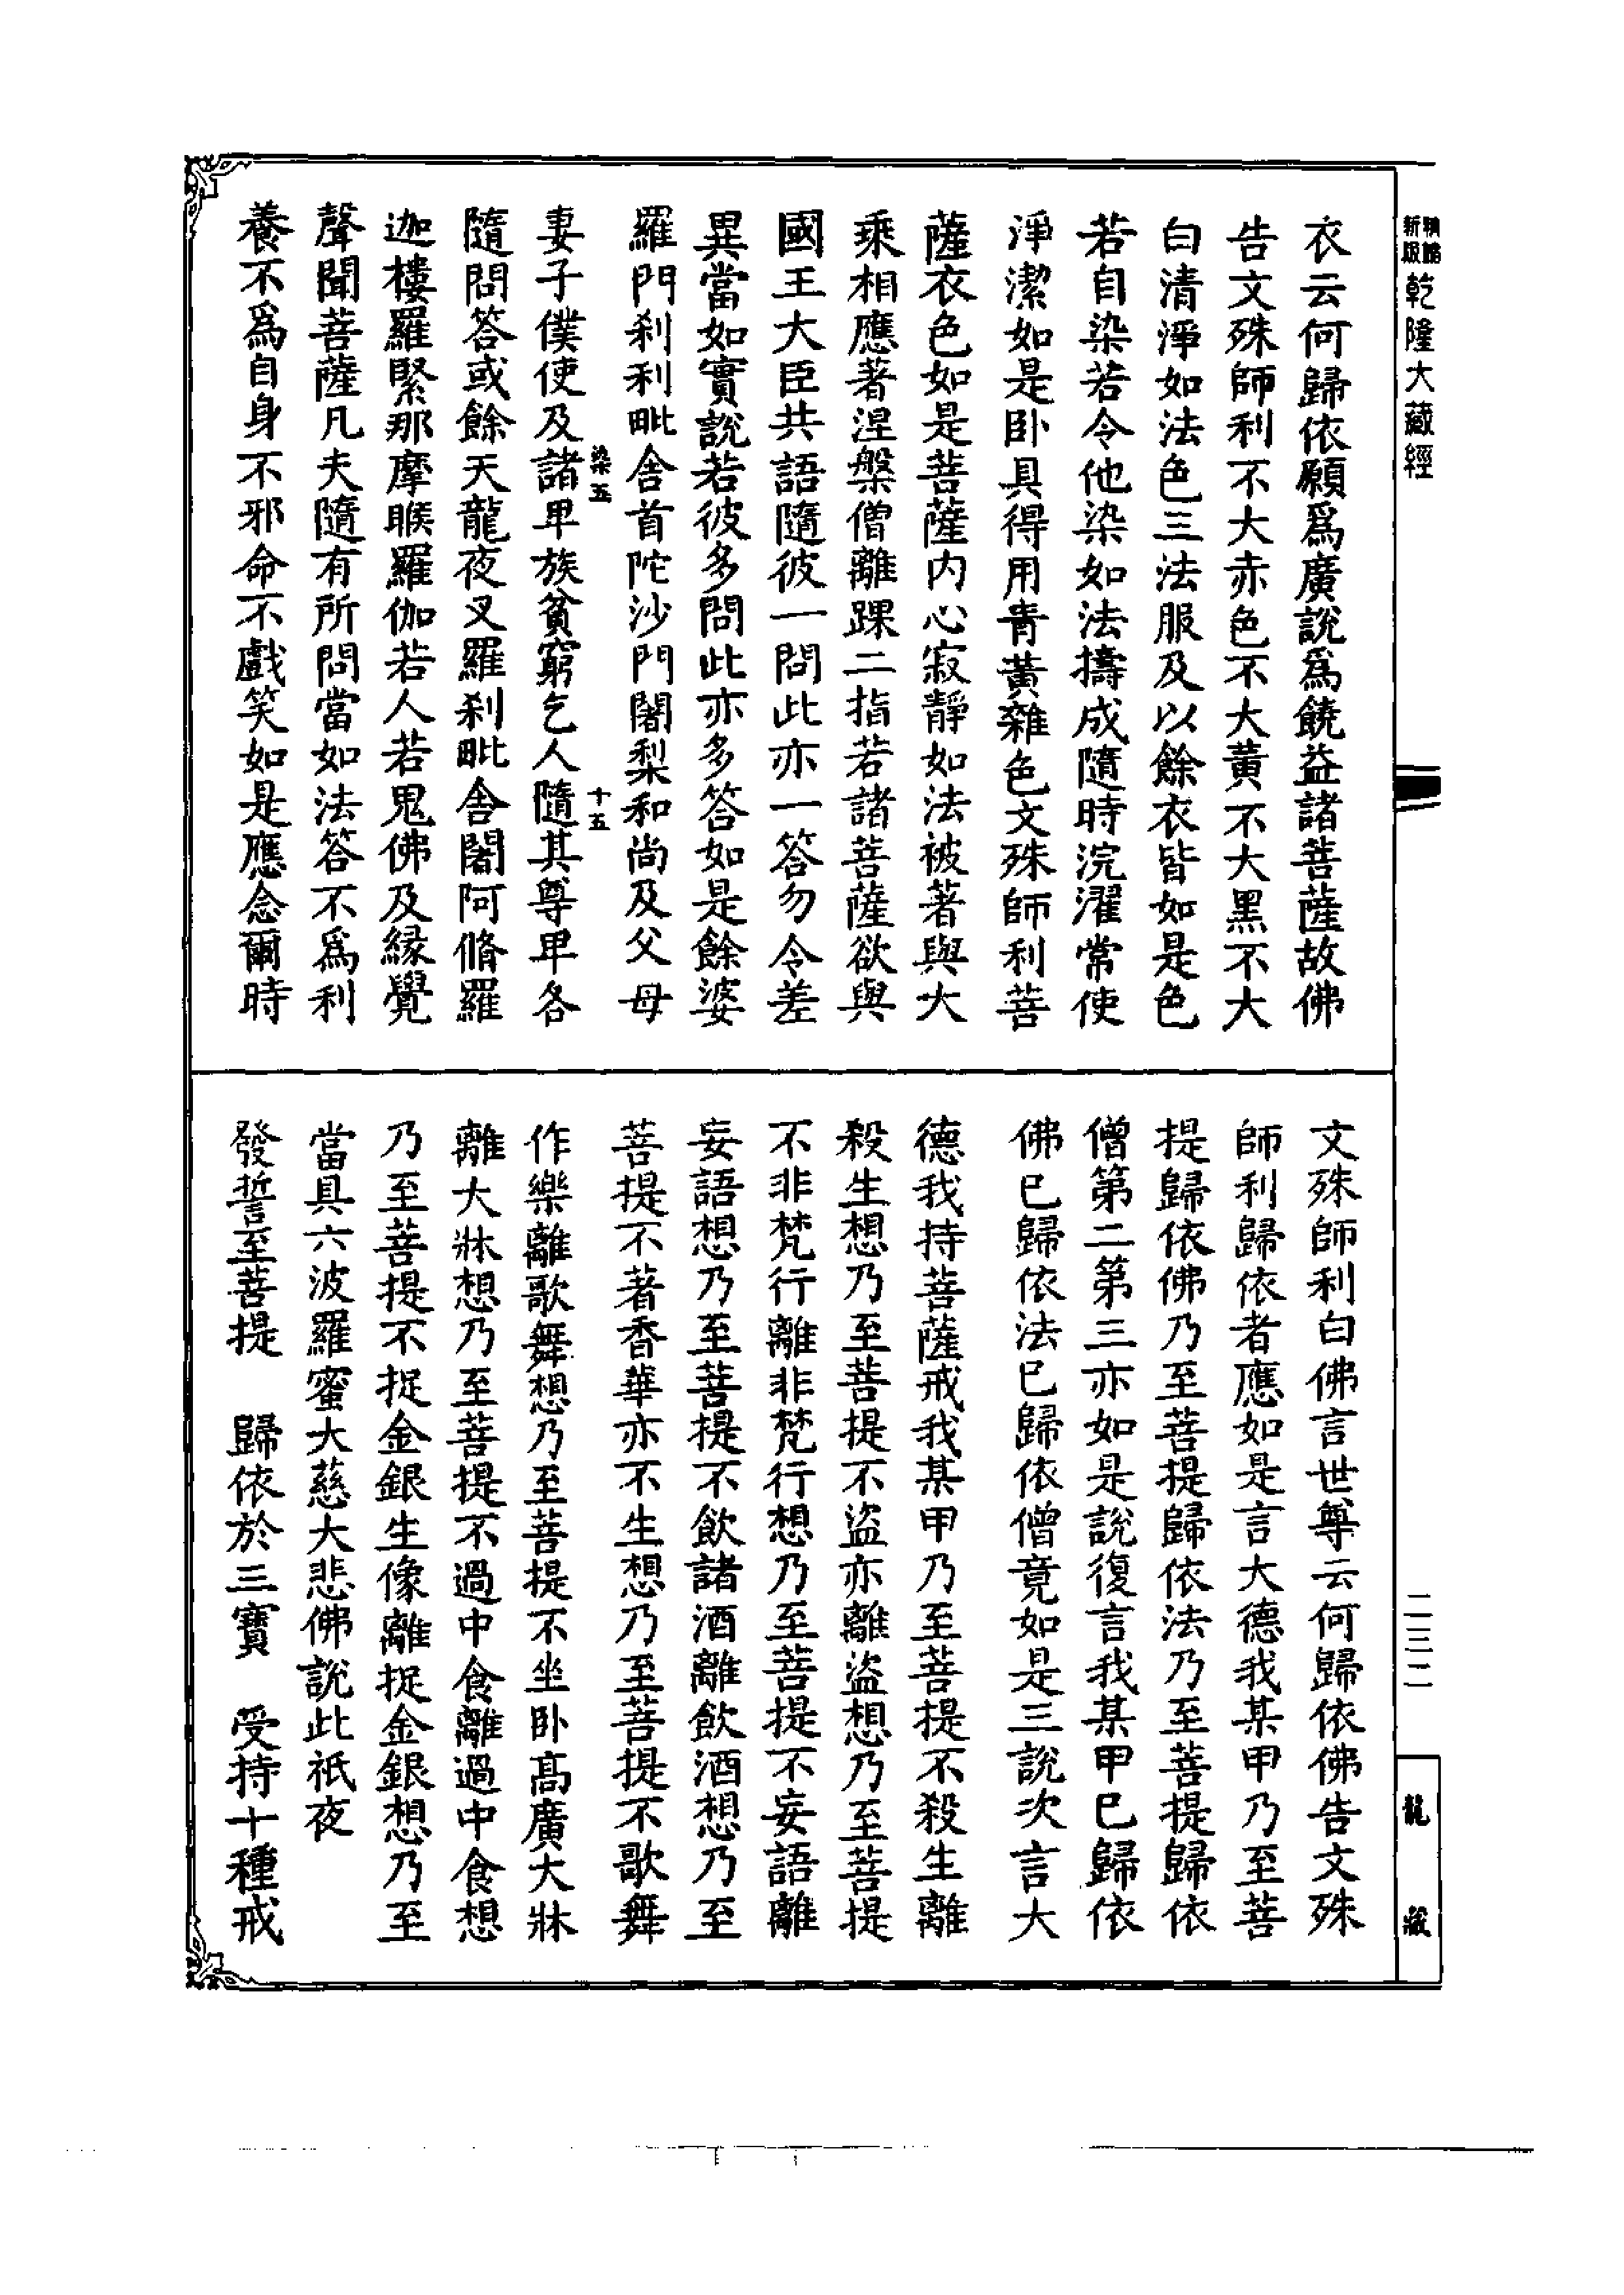 新版
精縮
乾隆大藏經
二三二
龍藏
衣云何歸依願爲廣說爲饒益諸菩薩故佛
告文殊師利不大赤色不大黃不大黑不大
白清淨如法色三法服及以餘衣皆如是色
若自染若令他染如法擣成隨時浣濯常使
淨潔如是卧具得用青黃雜色文殊師利菩
薩衣色如是菩薩內心寂靜如法被著與大
乘相應著涅槃僧離踝二指若諸菩薩欲與
國王大臣共語隨彼一問此亦一答勿令差
異當如實說若彼多問此亦多答如是餘婆
羅門刹利毗舍首陀沙門闍梨和尚及父母
染五
十五
妻子僕使及諸卑族貧窮乞人隨其尊卑各
隨問答或餘天龍夜叉羅刹毗舍闍阿脩羅
迦樓羅緊那摩睺羅伽若人若鬼佛及緣覺
聲聞菩薩凡夫隨有所問當如法答不爲利
養不爲自身不邪命不戲笑如是應念爾時
文殊師利白佛言世尊云何歸依佛告文殊
師利歸依者應如是言大德我某甲乃至菩
提歸依佛乃至菩提歸依法乃至菩提歸依
僧第二第三亦如是說復言我某甲已歸依
佛已歸依法已歸依僧竟如是三說次言大
德我持菩薩戒我某甲乃至菩提不殺生離
殺生想乃至菩提不盜亦離盜想乃至菩提
不非梵行離非梵行想乃至菩提不妄語離
妄語想乃至菩提不飲諸酒離飲酒想乃至
菩提不著香華亦不生想乃至菩提不歌舞
作樂離歌舞想乃至菩提不坐卧高廣大牀
離大牀想乃至菩提不過中食離過中食想
乃至菩提不捉金銀生像離捉金銀想乃至
當具六波羅蜜大慈大悲佛說此祇夜
發誓至菩提　歸依於三寶　受持十種戒